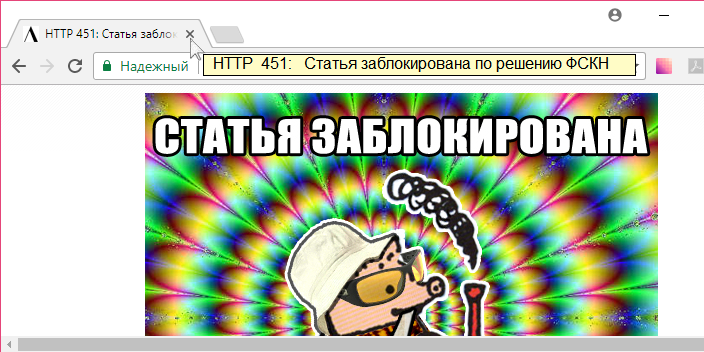 HTTP 451: Статья заблок
Надежный
HTTP 451: Статья заблокирована по решению ФСКН
СТАТЬЯ ЗАБЛОКИРОВАНА